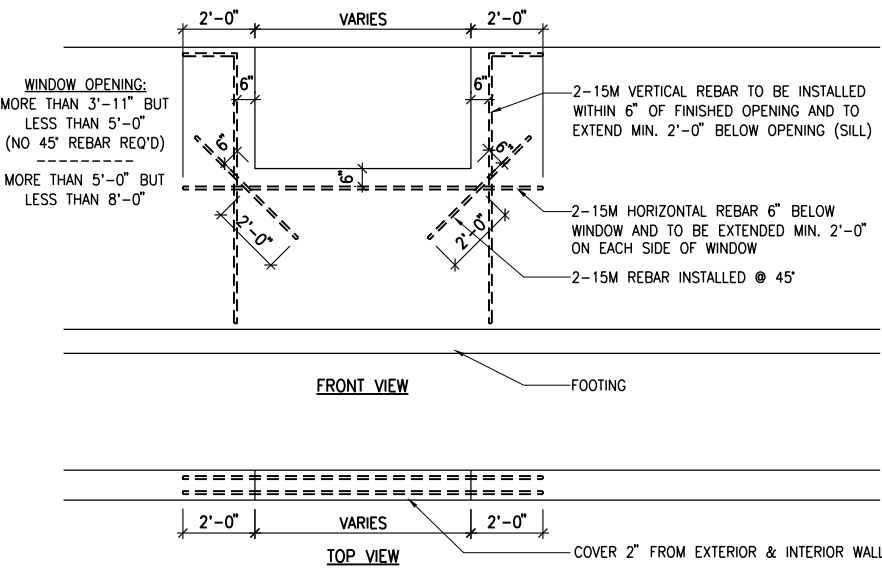 2'-0" VARIES 2'-0"
WINDOW OPENING:
MORE THAN 3'-11" BUT
LESS THAN 5'-0"
(NO 45° REBAR REQ'D)
MORE THAN 5'-0" BUT
LESS THAN 8'-0"
6" 6"
2-15M VERTICAL REBAR TO BE INSTALLED
WITHIN 6" OF FINISHED OPENING AND TO
EXTEND MIN. 2'-0" BELOW OPENING (SILL)
6" 6" 6"
2'-0" 2'-0"
2-15M HORIZONTAL REBAR 6" BELOW
WINDOW AND TO BE EXTENDED MIN. 2'-0"
ON EACH SIDE OF WINDOW
2-15M REBAR INSTALLED @ 45°
FRONT VIEW
FOOTING
2'-0" VARIES 2'-0"
TOP VIEW
COVER 2" FROM EXTERIOR & INTERIOR WALL